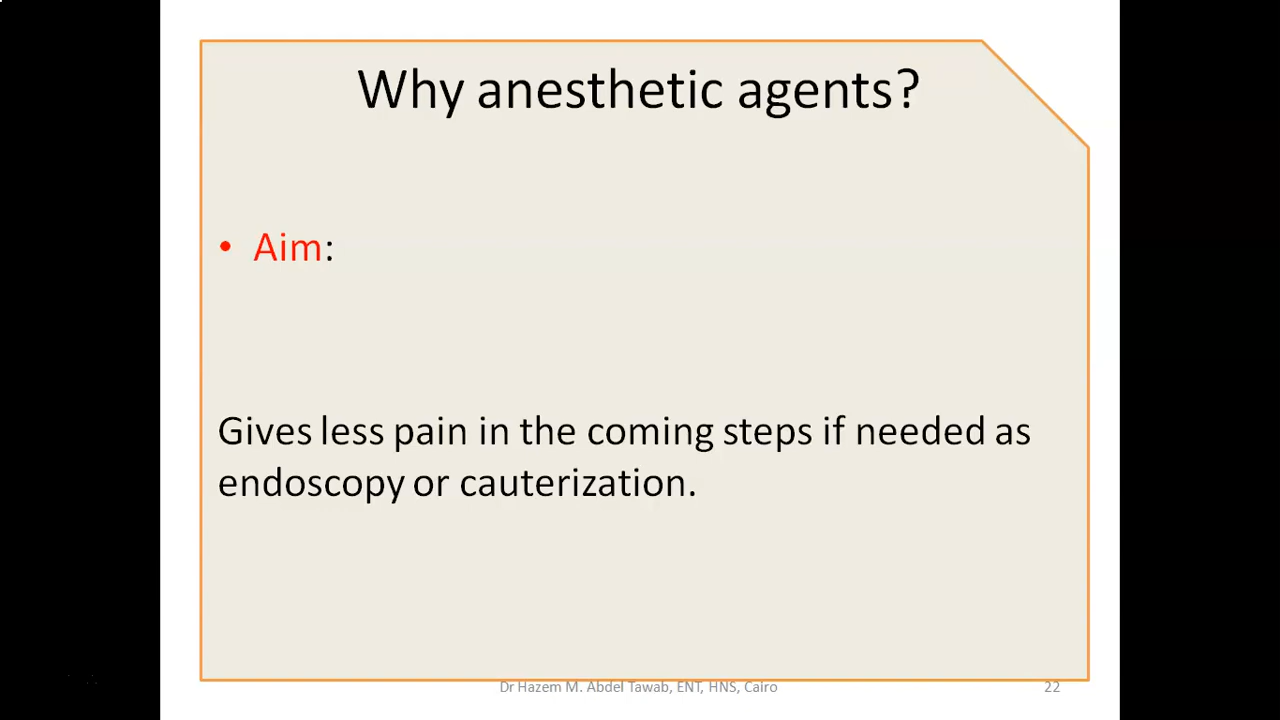 Why anesthetic agents?
• Aim:
Gives less pain in the coming steps if needed as
endoscopy or cauterization.
Dr Hazem M. Abdel Tawab, ENT, HNS, Cairo
22